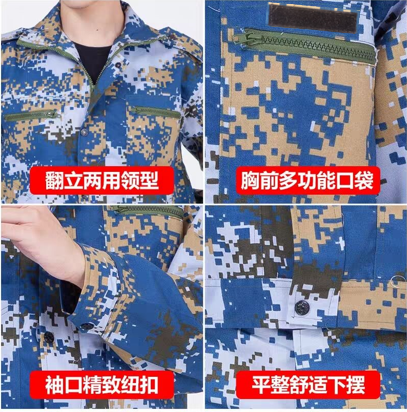 翻立两用领型
胸前多功能口袋
袖口精致纽扣
平整舒适下摆